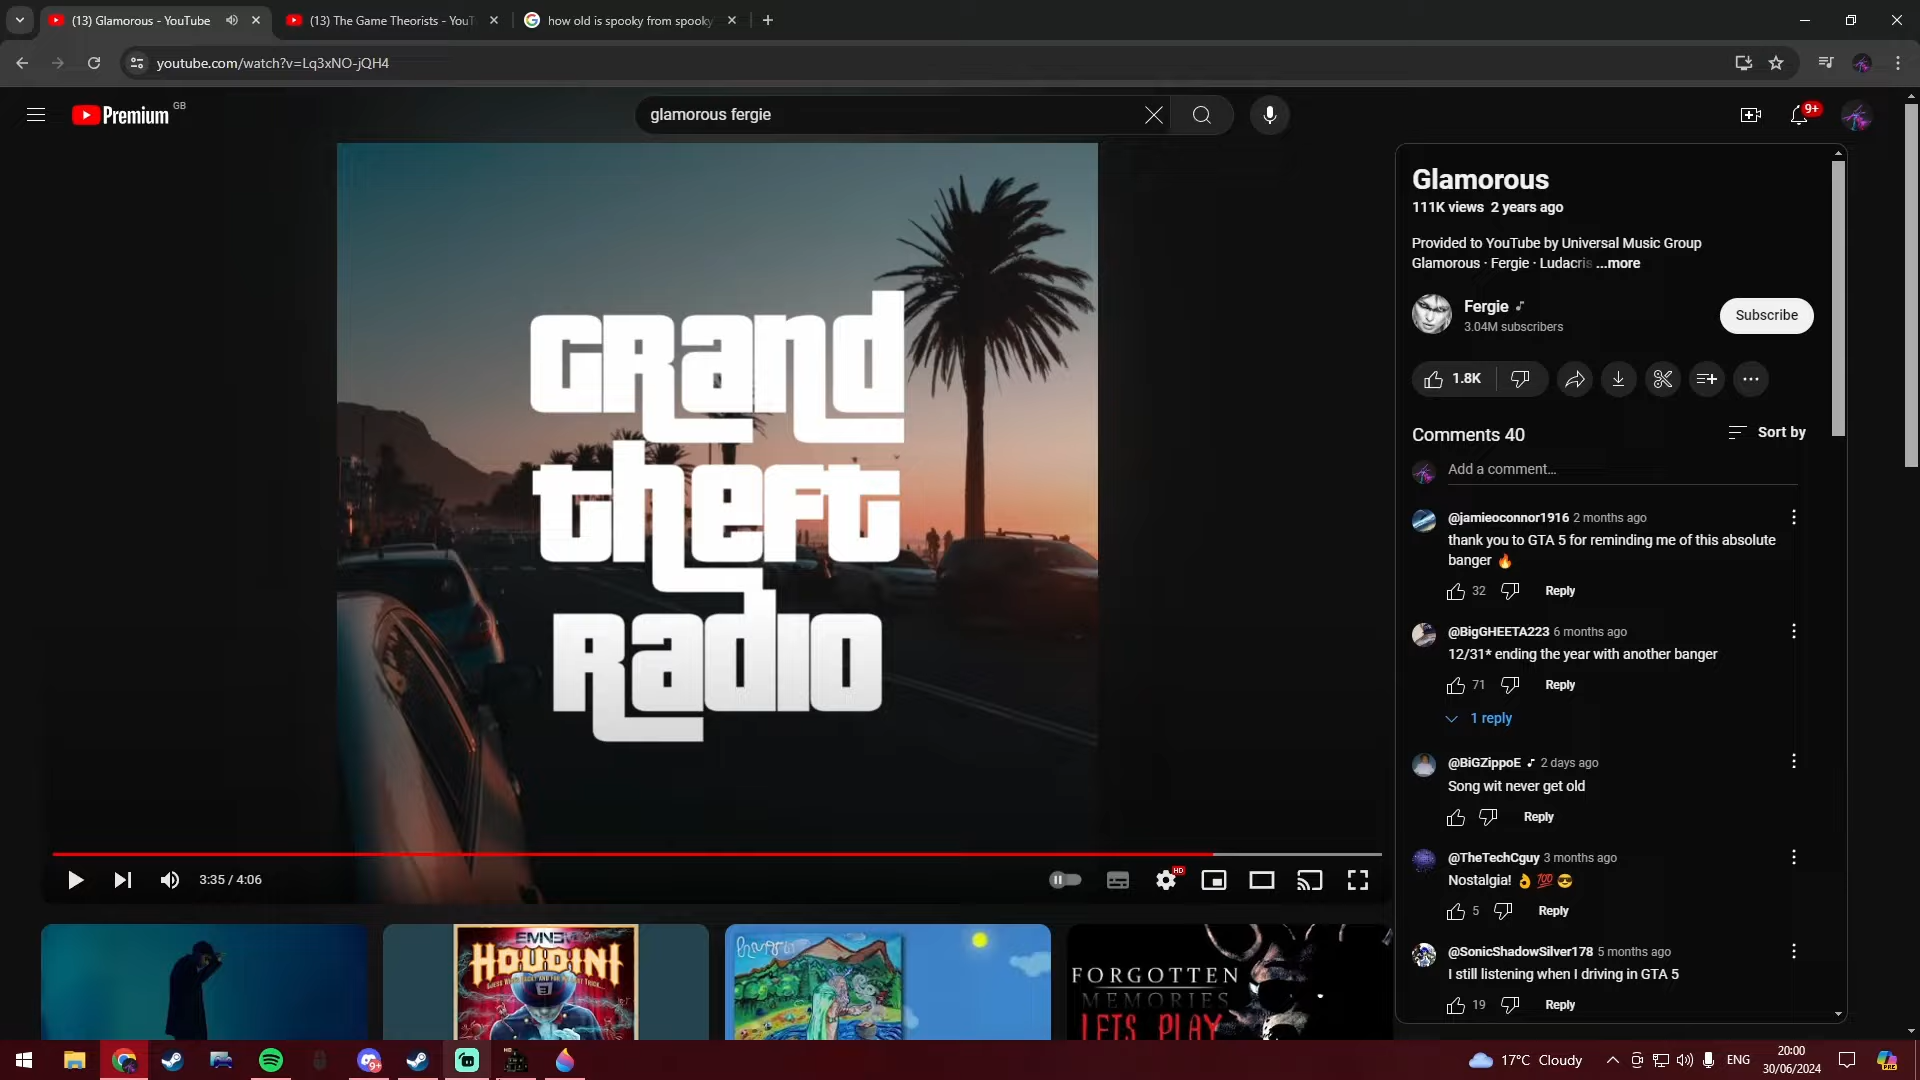 (13) Glamorous - YouTube
(13) The Game Theorists - YouT
how old is spooky from spooky
youtube.com/watch?v=Lq3xNO-jQH4
Premium GB
glamorous fergie
9+
GRand
theft
Radio
3:35 / 4:06
HD
Glamorous
111K views 2 years ago
Provided to YouTube by Universal Music Group
Glamorous · Fergie · Ludacris ...more
Fergie
3.04M subscribers
Subscribe
1.8K
Comments 40
Sort by
Add a comment...
@jamieoconnor1916 2 months ago
thank you to GTA 5 for reminding me of this absolute
banger 🔥
32 Reply
@BigGHEETA223 6 months ago
12/31* ending the year with another banger
71 Reply
1 reply
@BiGZippoE 2 days ago
Song wit never get old
Reply
@TheTechCguy 3 months ago
Nostalgia! 👌 💯 😎
5 Reply
@SonicShadowSilver178 5 months ago
I still listening when I driving in GTA 5
19 Reply
EMINEM
HOUDINI
FORGOTTEN
MEMORIES
LETS PLAY
9+
17°C Cloudy
ENG
20:00
30/06/2024